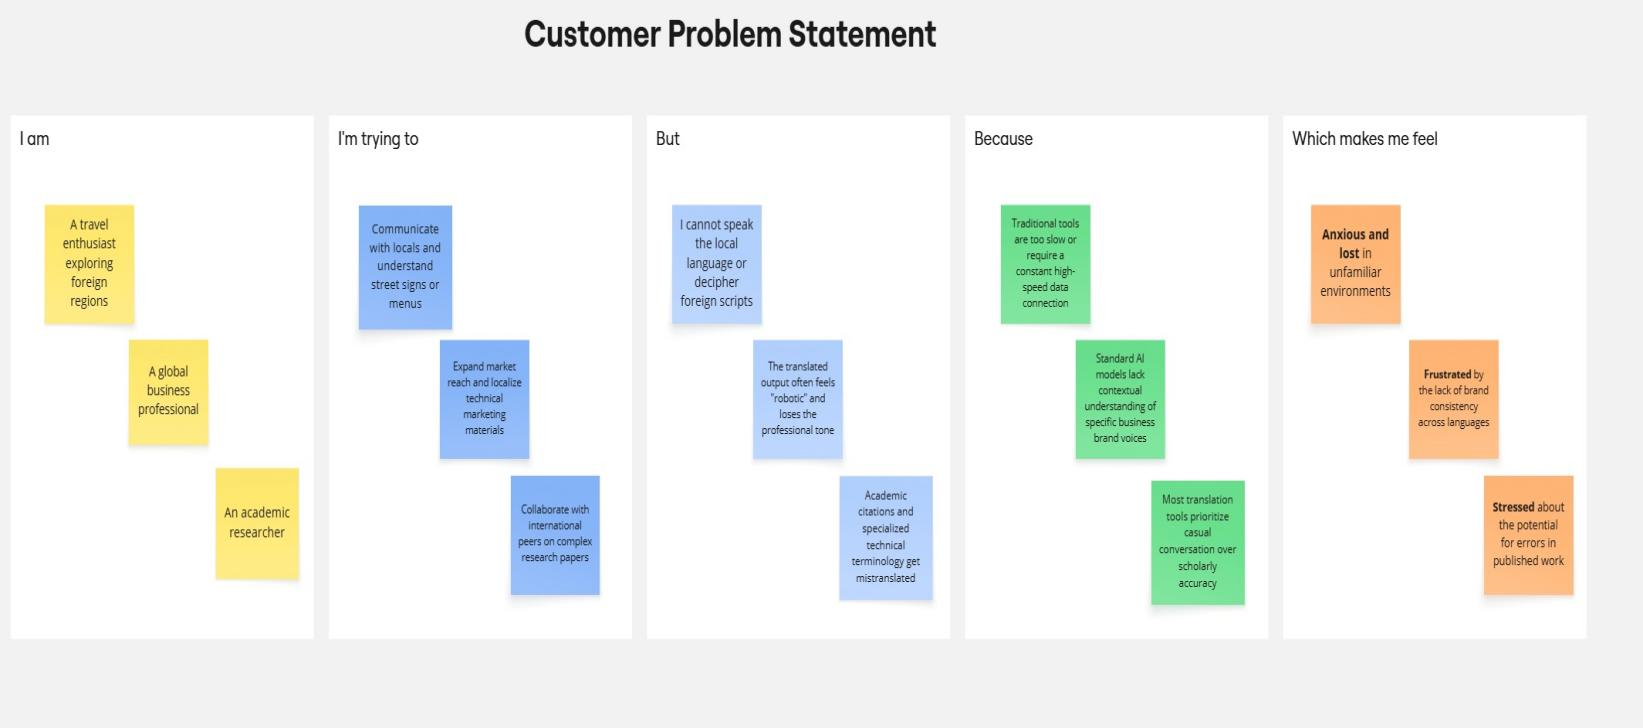 Customer Problem Statement
I am
A travel
enthusiast
exploring
foreign
regions
A global
business
professional
An academic
researcher
I'm trying to
Communicate
with locals and
understand
street signs or
menus
Expand market
reach and localize
technical
marketing
materials
Collaborate with
international
peers on complex
research papers
But
I cannot speak
the local
language or
decipher
foreign scripts
The translated
output often feels
"robotic" and
loses the
professional tone
Academic
citations and
specialized
technical
terminology get
mistranslated
Because
Traditional tools
are too slow or
require a
constant high-
speed data
connection
Standard AI
models lack
contextual
understanding of
specific business
brand voices
Most translation
tools prioritize
casual
conversation over
scholarly
accuracy
Which makes me feel
Anxious and
lost in
unfamiliar
environments
Frustrated by
the lack of brand
consistency
across languages
Stressed about
the potential
for errors in
published work